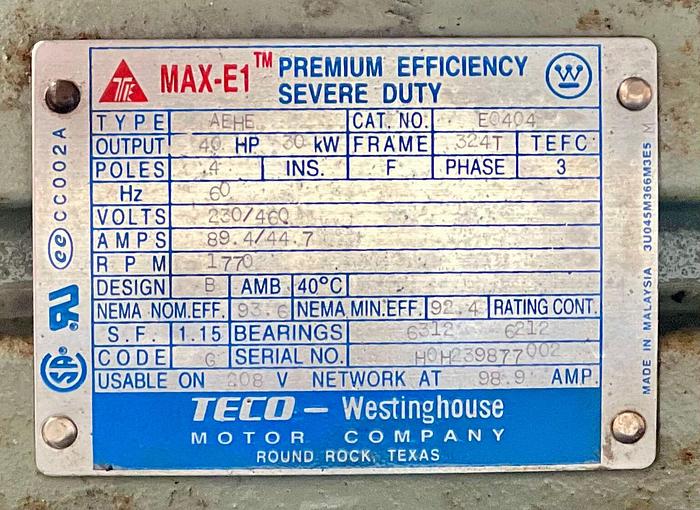 TTE MAX-E1™ PREMIUM EFFICIENCY
SEVERE DUTY
TYPE AEHE CAT. NO. E0404
OUTPUT 40 HP 30 kW FRAME 324T TEFC
POLES 4 INS. F PHASE 3
Hz 60
VOLTS 230/460
AMPS 89.4/44.7
RPM 1770
DESIGN B AMB 40°C
NEMA NOM.EFF. 93.6 NEMA MIN.EFF. 92.4 RATING CONT.
S.F. 1.15 BEARINGS 6312 6212
CODE G SERIAL NO. H0H239877002
USABLE ON 208 V NETWORK AT 98.9 AMP.
TECO – Westinghouse
MOTOR COMPANY
ROUND ROCK, TEXAS
ee CC002A
MADE IN MALAYSIA 3U045M366M3E5 M